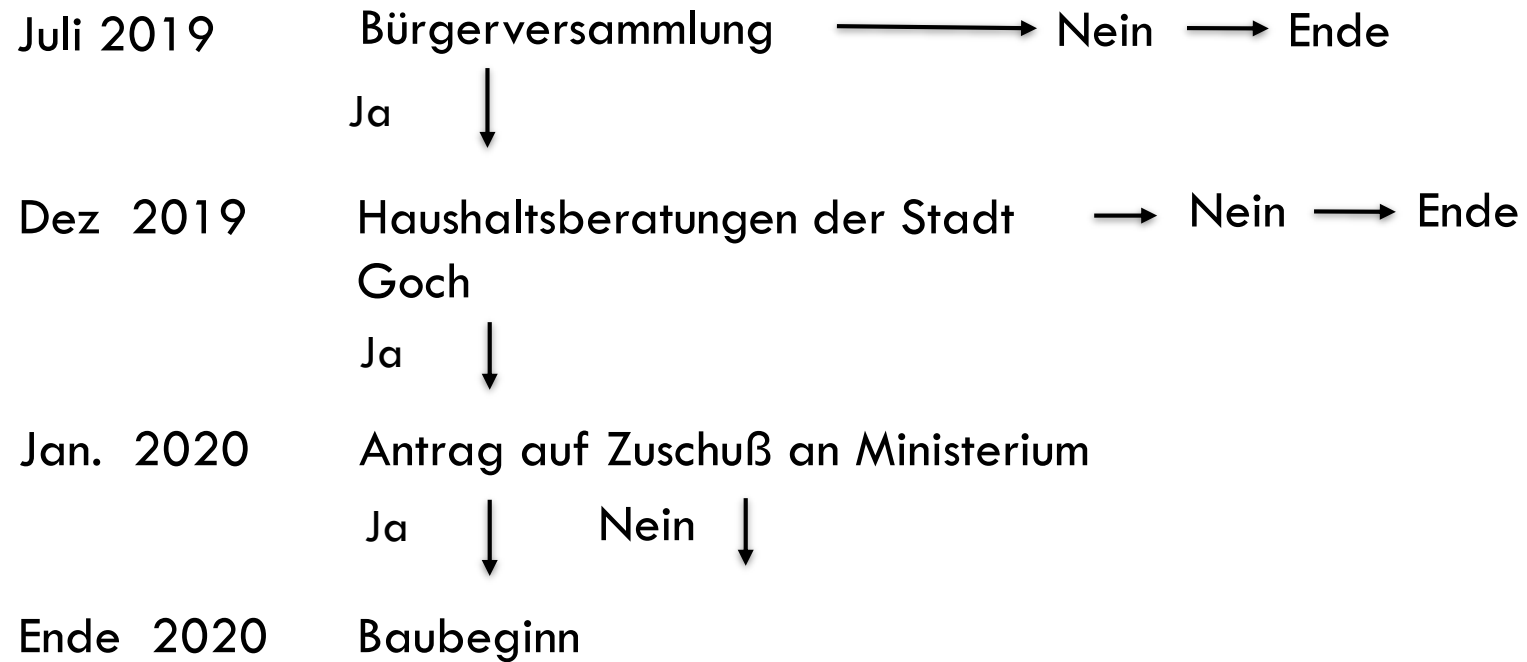 Juli 2019 Bürgerversammlung Nein Ende
Ja
Dez 2019 Haushaltsberatungen der Stadt Nein Ende
Goch
Ja
Jan. 2020 Antrag auf Zuschuß an Ministerium
Ja Nein
Ende 2020 Baubeginn